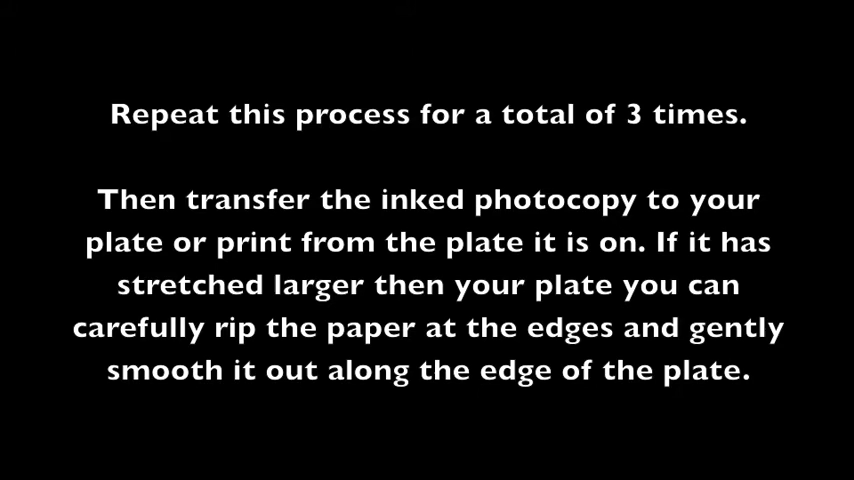 Repeat this process for a total of 3 times.
Then transfer the inked photocopy to your
plate or print from the plate it is on. If it has
stretched larger then your plate you can
carefully rip the paper at the edges and gently
smooth it out along the edge of the plate.